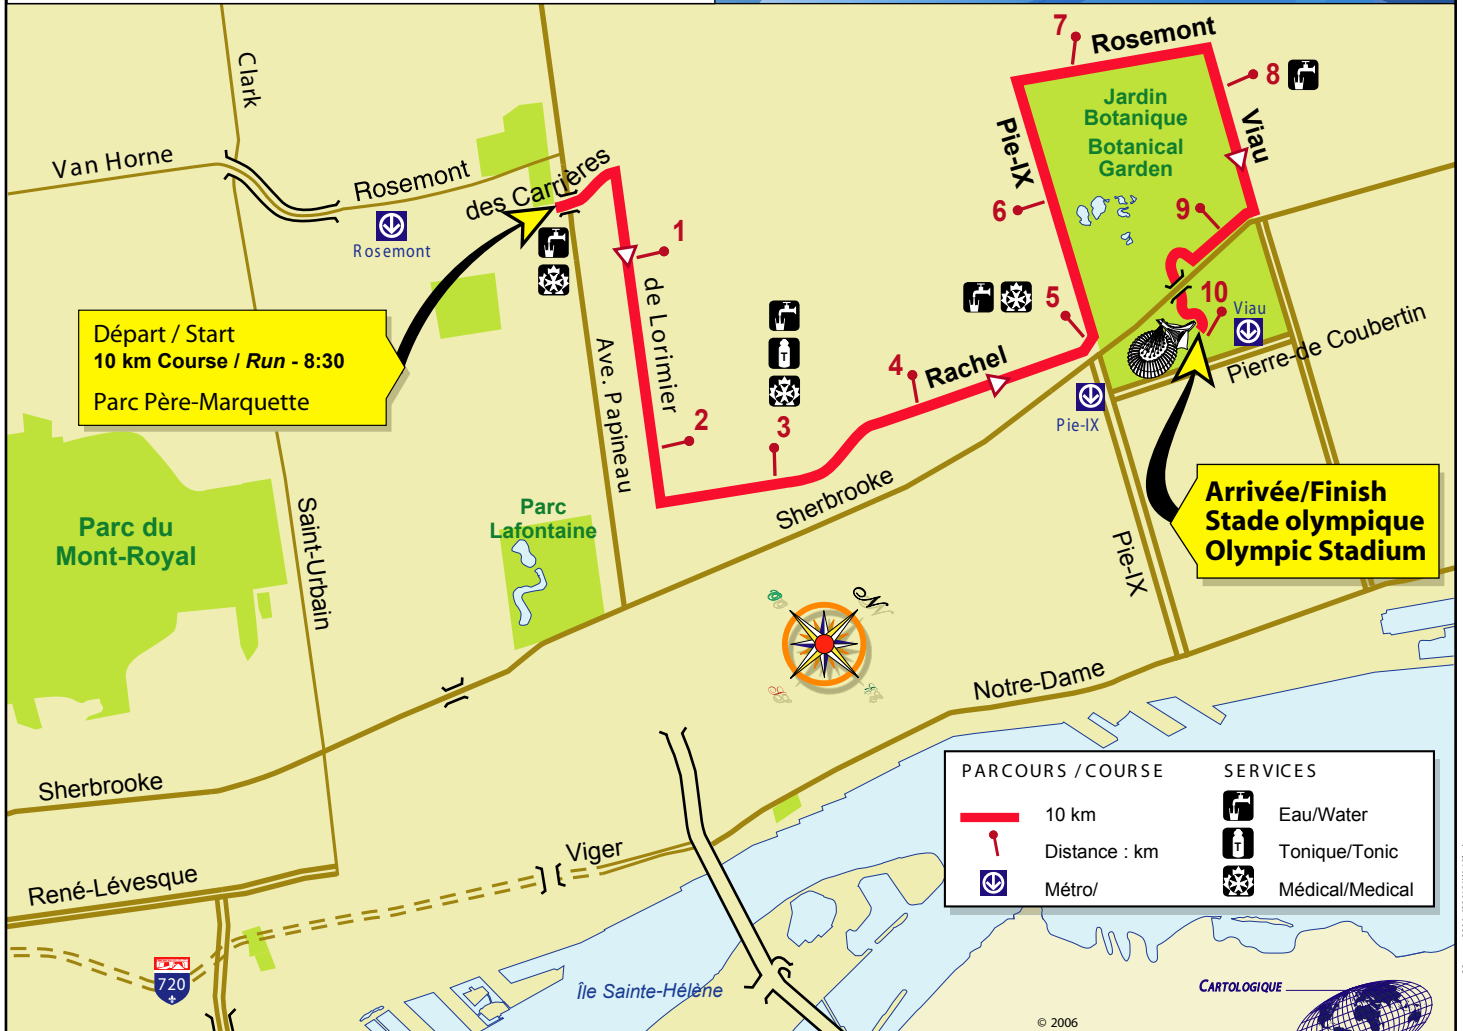 Clark
Van Horne
Rosemont
Rosemont
des Carrières
Départ / Start
10 km Course / Run - 8:30
Parc Père-Marquette
1
2
3
4
5
6
7
8
9
10
de Lorimier
Ave. Papineau
Rachel
Pie-IX
Rosemont
Viau
Jardin
Botanique
Botanical
Garden
Viau
Pierre-de Coubertin
Pie-IX
Sherbrooke
Arrivée/Finish
Stade olympique
Olympic Stadium
Pie-IX
Parc
Lafontaine
Parc du
Mont-Royal
Saint-Urbain
N
T
Notre-Dame
Sherbrooke
René-Lévesque
Viger
720
Île Sainte-Hélène
PARCOURS / COURSE
10 km
Distance : km
Métro/
SERVICES
Eau/Water
T
Tonique/Tonic
Médical/Medical
CARTOLOGIQUE
© 2006